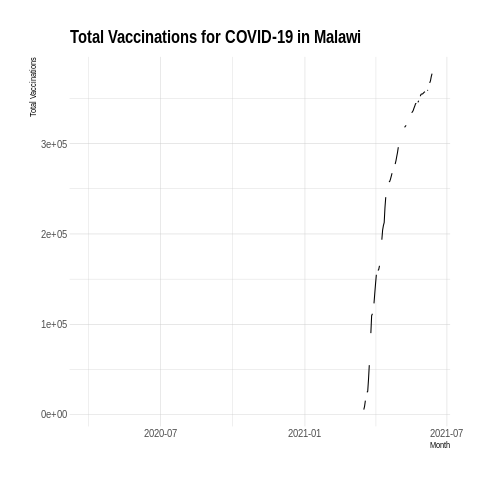 Total Vaccinations for COVID-19 in Malawi
Total Vaccinations
3e+05
2e+05
1e+05
0e+00
2020-07
2021-01
2021-07
Month